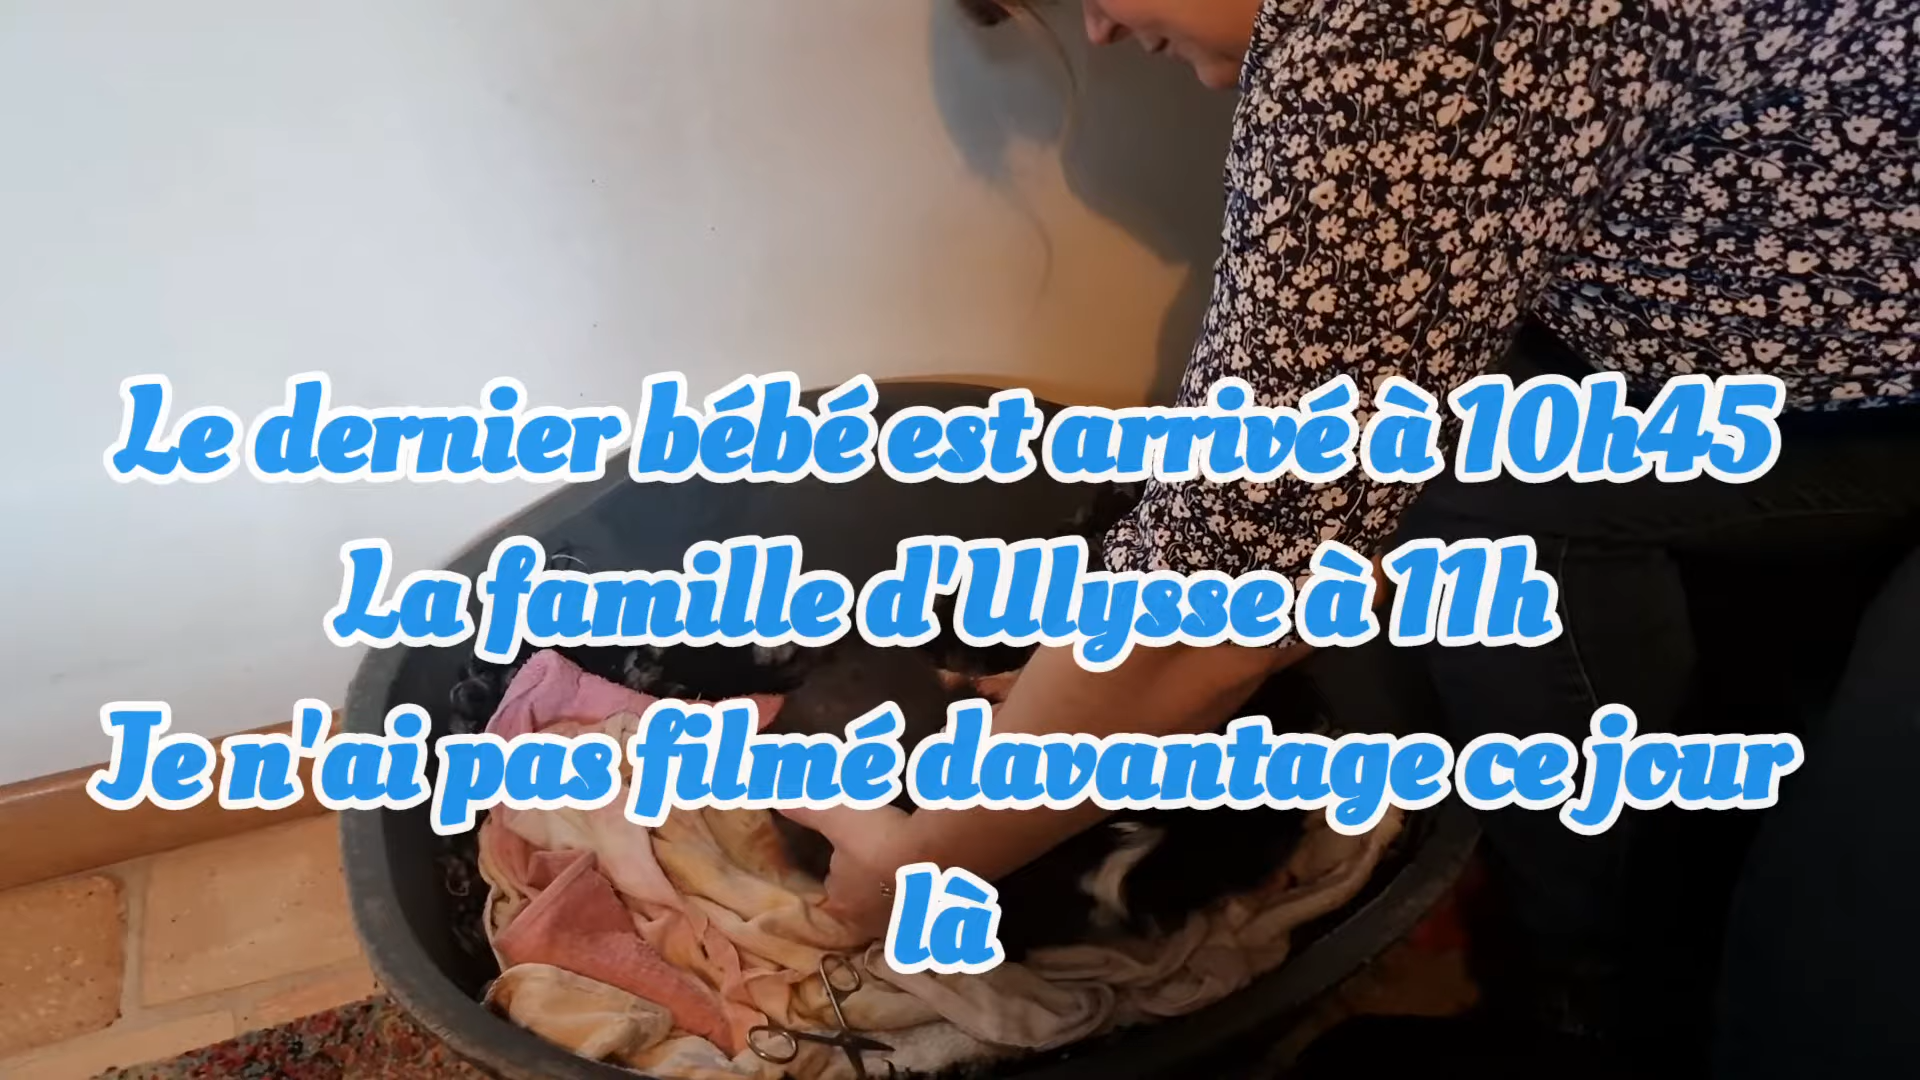 Le dernier bébé est arrivé à 10h45
La famille d'Ulysse à 11h
Je n'ai pas filmé davantage ce jour
là